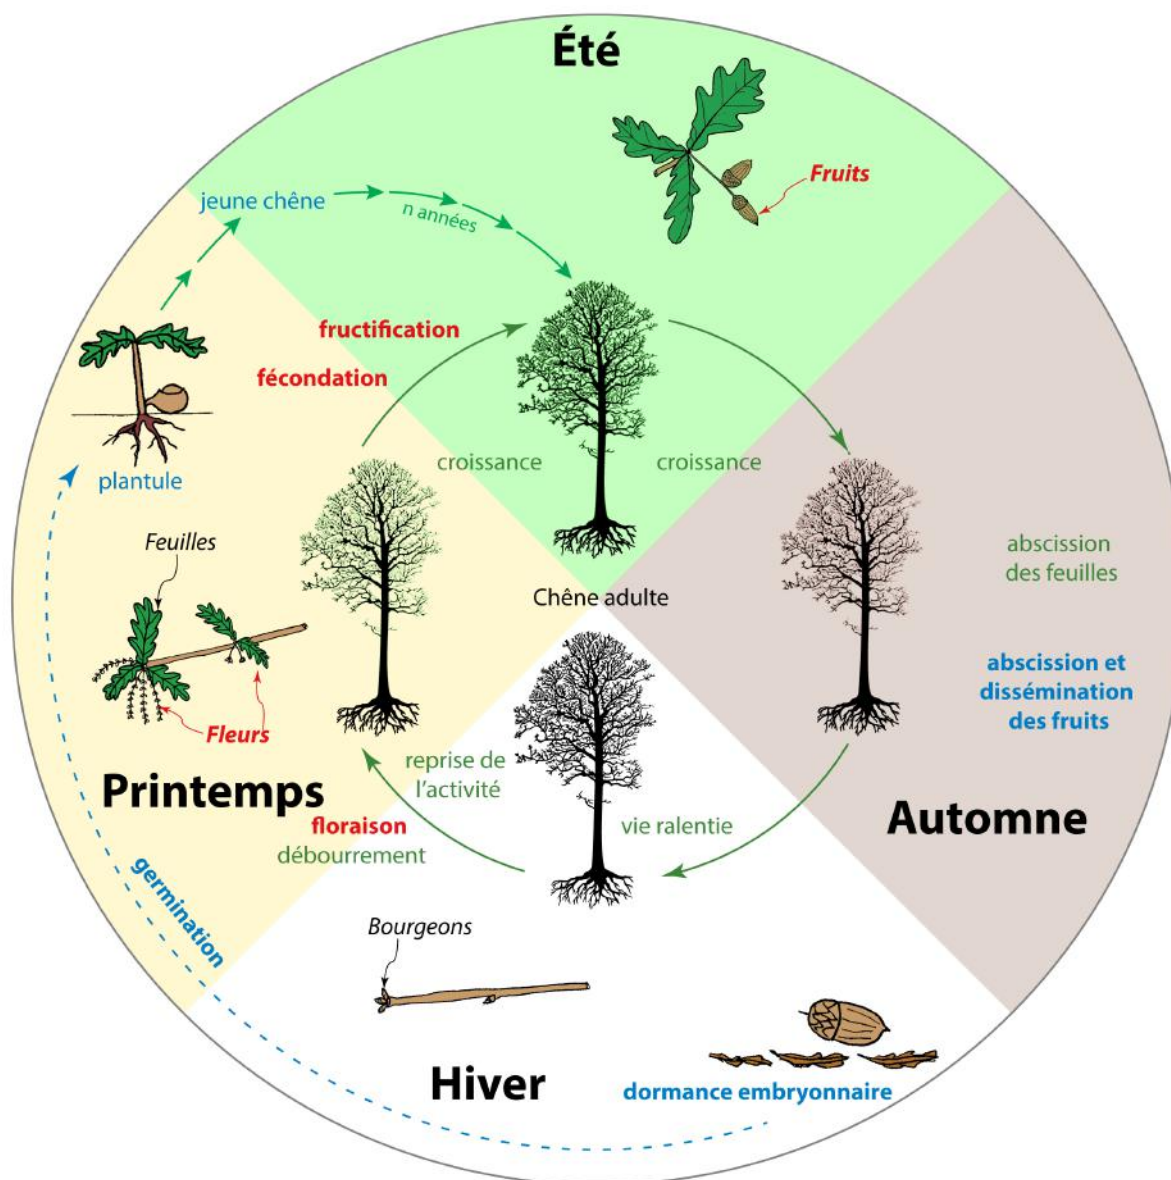 Été
Fruits
jeune chêne
n années
fructification
fécondation
croissance
croissance
plantule
Feuilles
Chêne adulte
abscission
des feuilles
abscission et
dissémination
des fruits
Fleurs
Printemps
reprise de
l'activité
floraison
débourrement
vie ralentie
Automne
germination
Bourgeons
Hiver
dormance embryonnaire